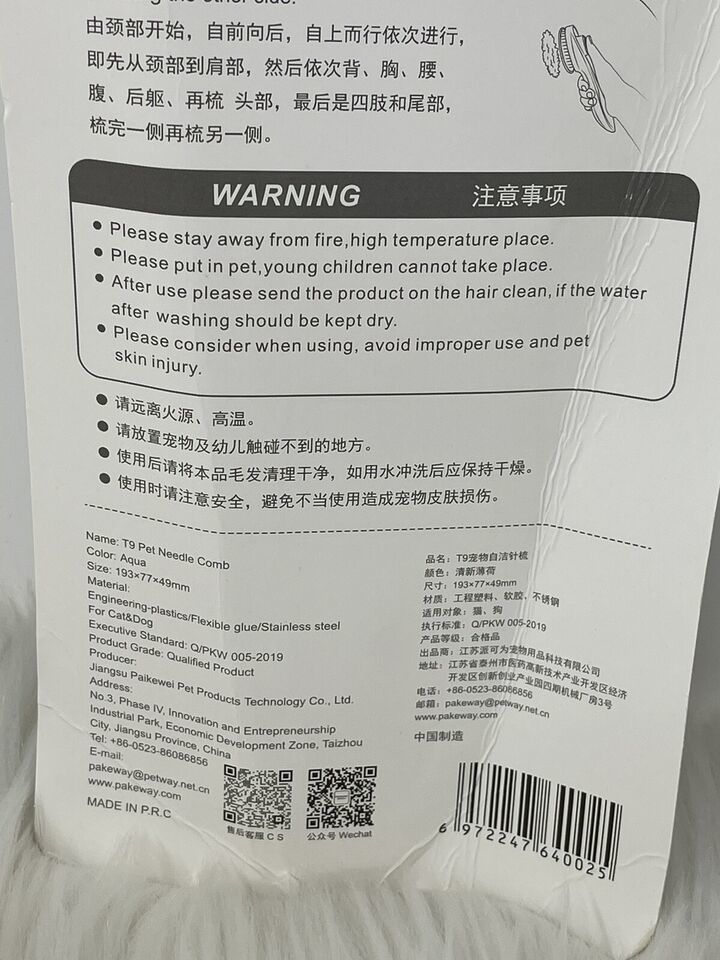 the other side.
由颈部开始，自前向后，自上而行依次进行，
即先从颈部到肩部，然后依次背、胸、腰、
腹、后躯、再梳 头部，最后是四肢和尾部，
梳完一侧再梳另一侧。
WARNING 注意事项
• Please stay away from fire,high temperature place.
• Please put in pet,young children cannot take place.
• After use please send the product on the hair clean, if the water
after washing should be kept dry.
• Please consider when using, avoid improper use and pet
skin injury.
● 请远离火源、高温。
● 请放置宠物及幼儿触碰不到的地方。
● 使用后请将本品毛发清理干净，如用水冲洗后应保持干燥。
● 使用时请注意安全，避免不当使用造成宠物皮肤损伤。
Name: T9 Pet Needle Comb
Color: Aqua
Size: 193×77×49mm
Material:
Engineering-plastics/Flexible glue/Stainless steel
For Cat&Dog
Executive Standard: Q/PKW 005-2019
Product Grade: Qualified Product
Producer:
Jiangsu Paikewei Pet Products Technology Co., Ltd.
Address:
No.3, Phase IV, Innovation and Entrepreneurship
Industrial Park, Economic Development Zone, Taizhou
City, Jiangsu Province, China
Tel: +86-0523-86086856
E-mail:
pakeway@petway.net.cn
www.pakeway.com
MADE IN P.R.C
售后客服 C S
公众号 Wechat
品名：T9宠物自洁针梳
颜色：清新薄荷
尺寸：193×77×49mm
材质：工程塑料、软胶、不锈钢
适用对象：猫、狗
执行标准：Q/PKW 005-2019
产品等级：合格品
出品商：江苏派可为宠物用品科技有限公司
地址：江苏省泰州市医药高新技术产业开发区经济
开发区创新创业产业园四期机械厂房3号
电话：+86-0523-86086856
邮箱：pakeway@petway.net.cn
www.pakeway.com
中国制造
6 972247 640025